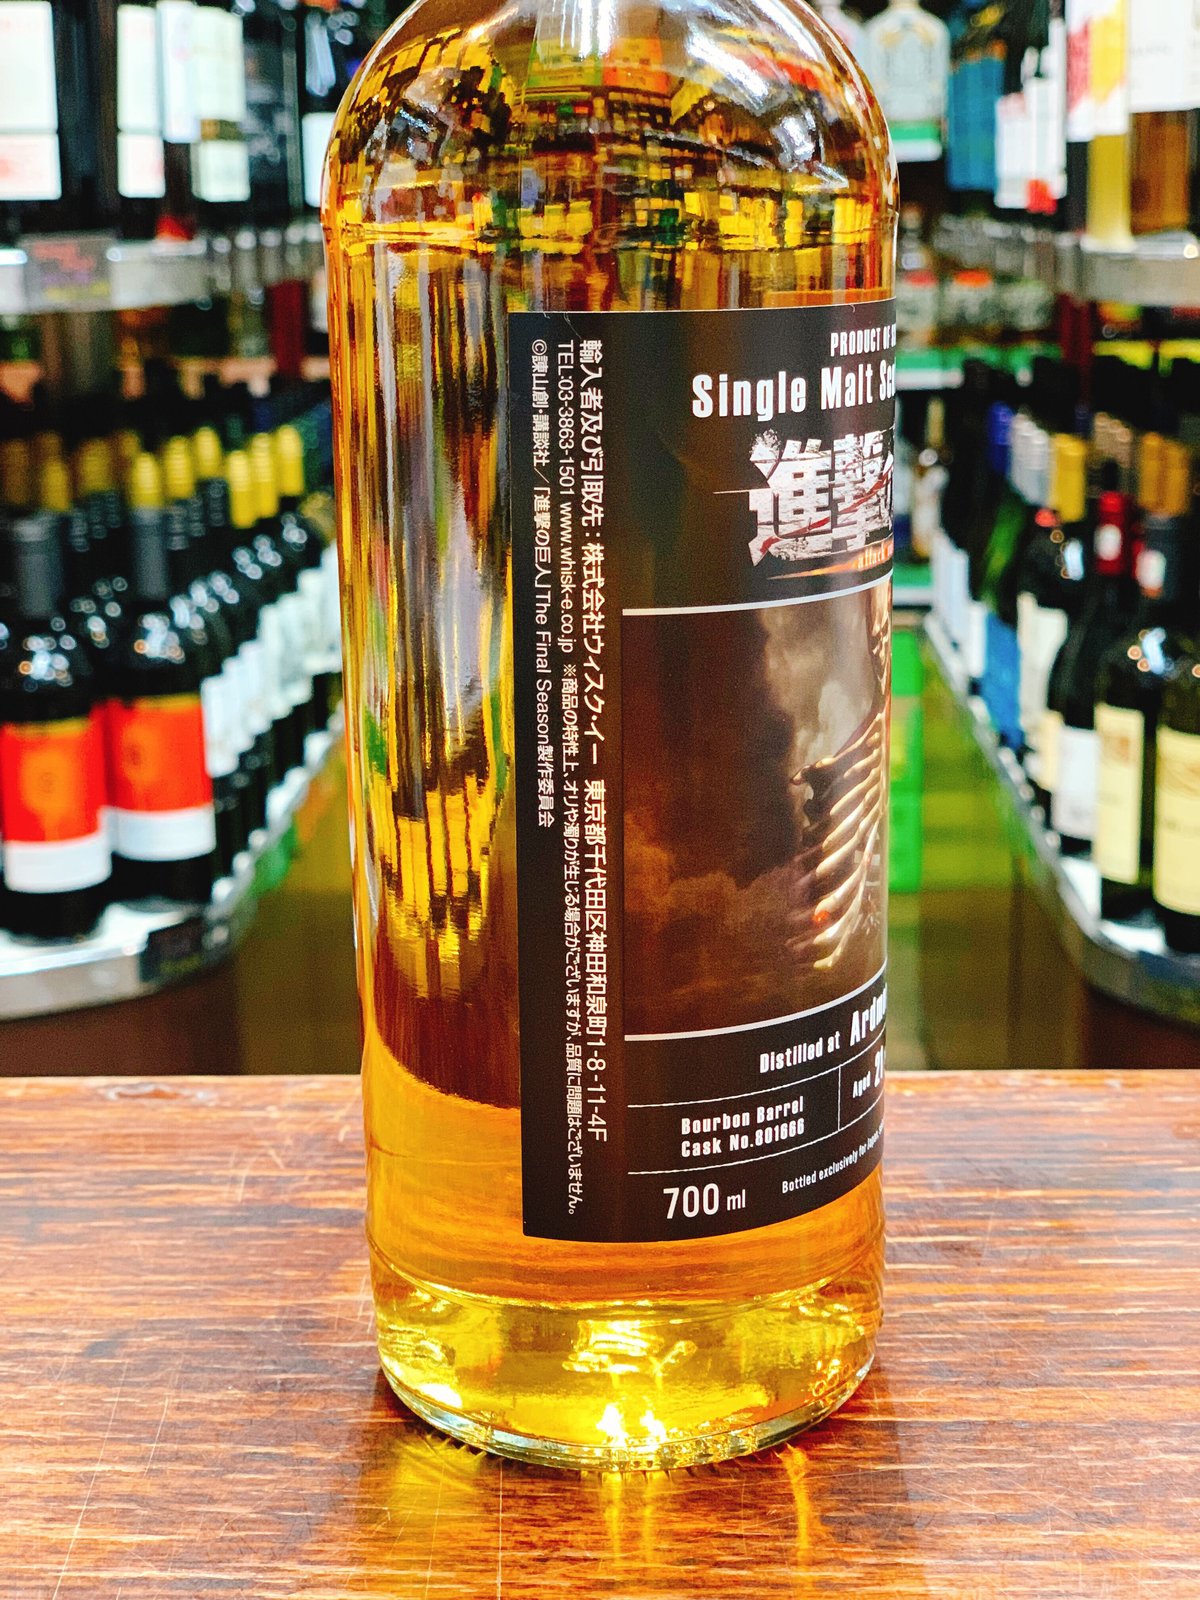 輸入者及び引取先：株式会社ウィスク・イー 東京都千代田区神田和泉町1-8-11-4F
TEL:03-3863-1501 www.whisk-e.co.jp ※商品の特性上、オリや濁りが生じる場合がございますが、品質に問題はございません。
©諫山創・講談社／「進撃の巨人」The Final Season製作委員会
PRODUCT OF
Single Malt
進撃
attack
Distilled at
Aged
Bourbon Barrel
Cask No.801666
700 ml
Bottled exclusively for Japan,